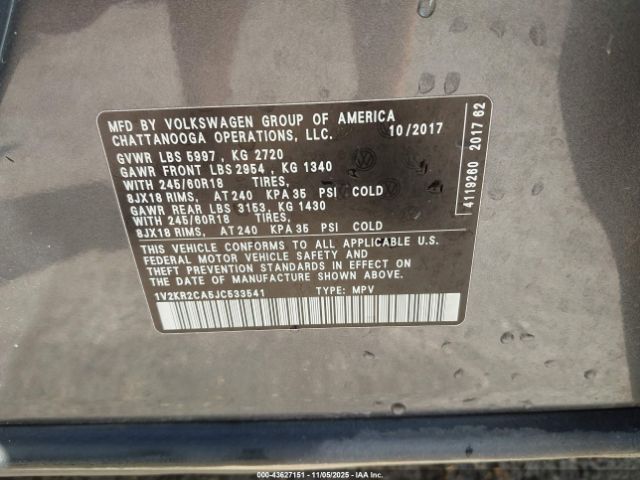 MFD BY VOLKSWAGEN GROUP OF AMERICA
CHATTANOOGA OPERATIONS, LLC. 10/2017
GVWR LBS 5997 , KG 2720
GAWR FRONT LBS 2954 , KG 1340
WITH 245/60R18 TIRES,
8JX18 RIMS, AT 240 KPA 35 PSI COLD
GAWR REAR LBS 3153, KG 1430
WITH 245/60R18 TIRES,
8JX18 RIMS, AT 240 KPA 35 PSI COLD
THIS VEHICLE CONFORMS TO ALL APPLICABLE U.S.
FEDERAL MOTOR VEHICLE SAFETY AND
THEFT PREVENTION STANDARDS IN EFFECT ON
THE DATE OF MANUFACTURE SHOWN ABOVE.
1V2KR2CA5JC533541 TYPE: MPV
4119260 2017 62
000-43627151 - 11/05/2025 - IAAI, Inc.